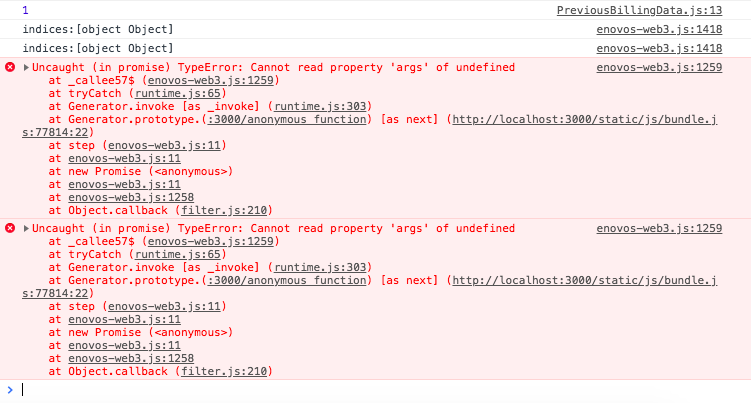 1 PreviousBillingData.js:13
indices:[object Object] enovos-web3.js:1418
indices:[object Object] enovos-web3.js:1418
Uncaught (in promise) TypeError: Cannot read property 'args' of undefined enovos-web3.js:1259
at _callee57$ (enovos-web3.js:1259)
at tryCatch (runtime.js:65)
at Generator.invoke [as _invoke] (runtime.js:303)
at Generator.prototype.(:3000/anonymous function) [as next] (http://localhost:3000/static/js/bundle.j
s:77814:22)
at step (enovos-web3.js:11)
at enovos-web3.js:11
at new Promise (<anonymous>)
at enovos-web3.js:11
at enovos-web3.js:1258
at Object.callback (filter.js:210)
Uncaught (in promise) TypeError: Cannot read property 'args' of undefined enovos-web3.js:1259
at _callee57$ (enovos-web3.js:1259)
at tryCatch (runtime.js:65)
at Generator.invoke [as _invoke] (runtime.js:303)
at Generator.prototype.(:3000/anonymous function) [as next] (http://localhost:3000/static/js/bundle.j
s:77814:22)
at step (enovos-web3.js:11)
at enovos-web3.js:11
at new Promise (<anonymous>)
at enovos-web3.js:11
at enovos-web3.js:1258
at Object.callback (filter.js:210)